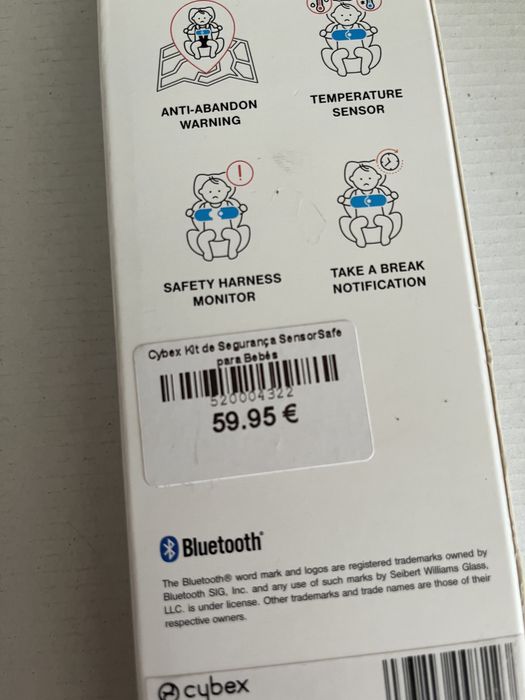 ANTI-ABANDON
WARNING
TEMPERATURE
SENSOR
SAFETY HARNESS
MONITOR
TAKE A BREAK
NOTIFICATION
Cybex Kit de Segurança SensorSafe
para Bebés
520004322
59.95 €
Bluetooth®
The Bluetooth® word mark and logos are registered trademarks owned by
Bluetooth SIG, Inc. and any use of such marks by Seibert Williams Glass,
LLC. is under license. Other trademarks and trade names are those of their
respective owners.
cybex